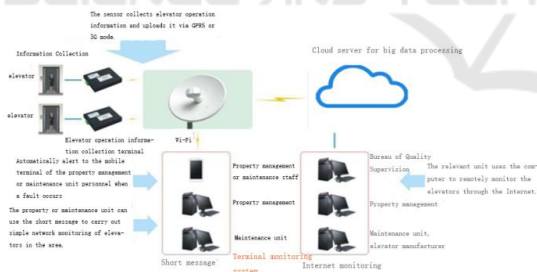 The sensor collects elevator operation
information and uploads it via GPRS or
3G mode.
Information Collection
Cloud server for big data processing
elevator
elevator
Elevator operation informa-
tion collection terminal
Wi-Fi
Automatically alert to the mobile
terminal of the property management
or maintenance unit personnel when
a fault occurs
The property or maintenance unit can
use the short message to carry out
simple network monitoring of eleva-
tors in the area.
Property management
or maintenance staff
Property management
Maintenance unit
Short message
Terminal monitoring
system
Bureau of Quality
Supervision
Property management
Maintenance unit,
elevator manufacturer
Internet monitoring
The relevant unit uses the com-
puter to remotely monitor the
elevators through the Internet.